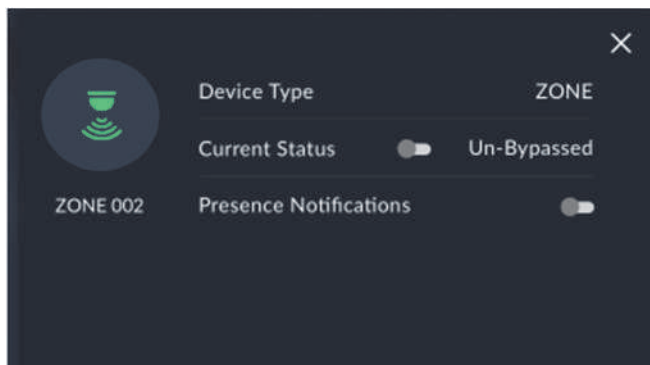 Device Type ZONE
Current Status Un-Bypassed
ZONE 002 Presence Notifications